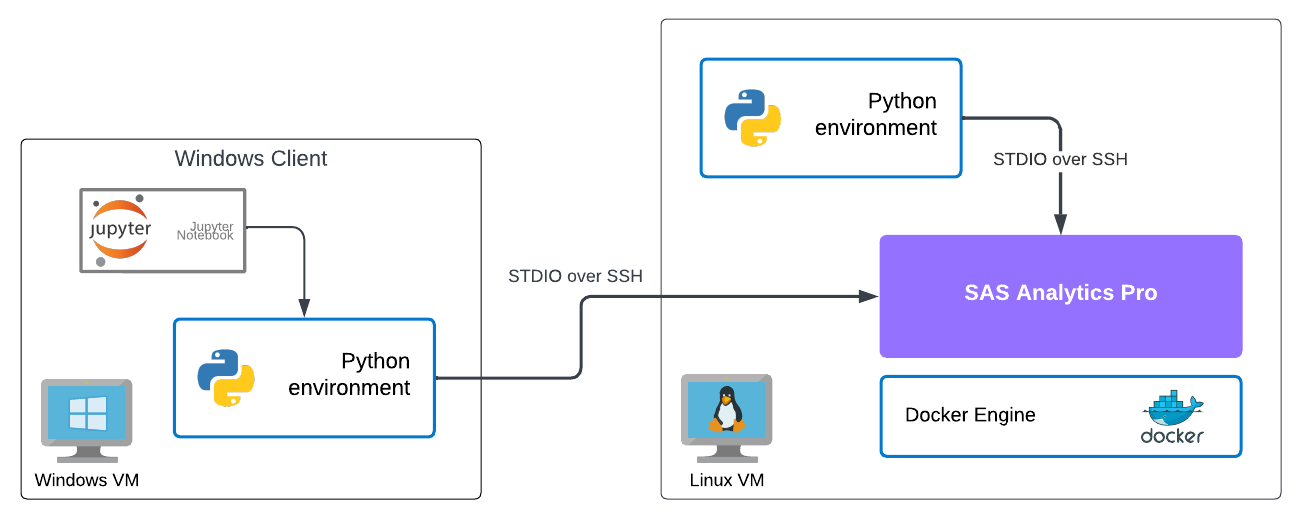 Windows Client
jupyter
Jupyter
Notebook
Python
environment
Windows VM
STDIO over SSH
Python
environment
STDIO over SSH
SAS Analytics Pro
Docker Engine
docker
Linux VM